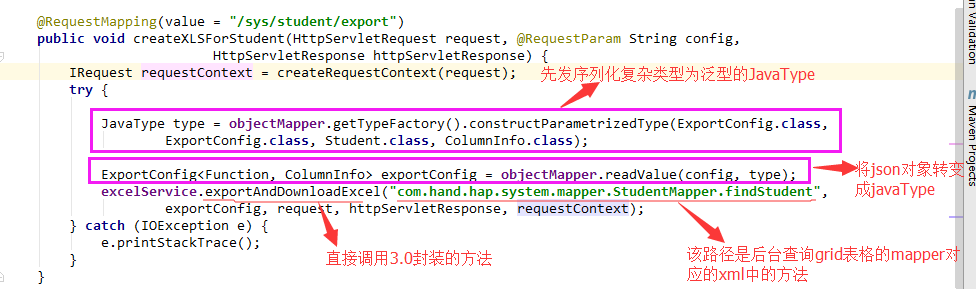 @RequestMapping(value = "/sys/student/export")
public void createXLSForStudent(HttpServletRequest request, @RequestParam String config,
HttpServletResponse httpServletResponse) {
IRequest requestContext = createRequestContext(request);
先发序列化复杂类型为泛型的JavaType
try {
JavaType type = objectMapper.getTypeFactory().constructParametrizedType(ExportConfig.class,
ExportConfig.class, Student.class, ColumnInfo.class);
ExportConfig<Function, ColumnInfo> exportConfig = objectMapper.readValue(config, type);
将json对象转变
成javaType
excelService.exportAndDownloadExcel("com.hand.hap.system.mapper.StudentMapper.findStudent",
exportConfig, request, httpServletResponse, requestContext);
} catch (IOException e) {
e.printStackTrace();
}
}
直接调用3.0封装的方法
该路径是后台查询grid表格的mapper对
应的xml中的方法
Maven Projects